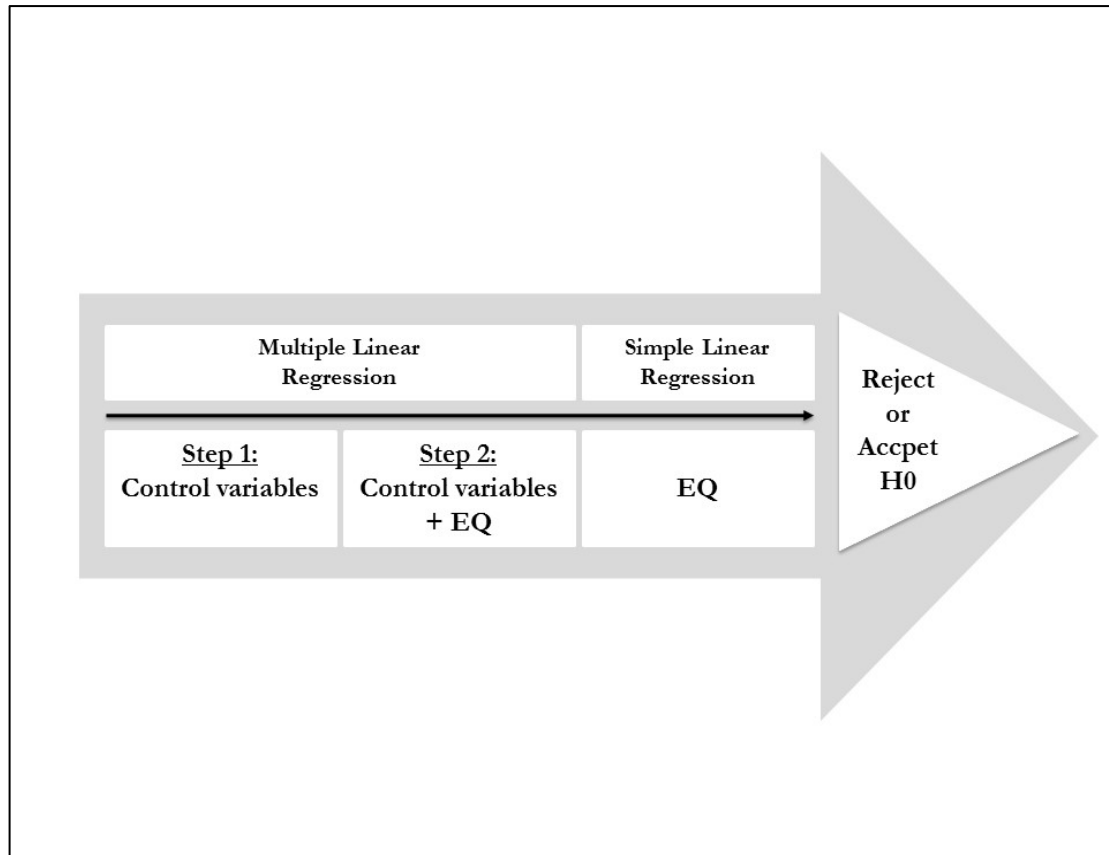 Multiple Linear
Regression
Simple Linear
Regression
Step 1:
Control variables
Step 2:
Control variables
+ EQ
EQ
Reject
or
Accpet
H0